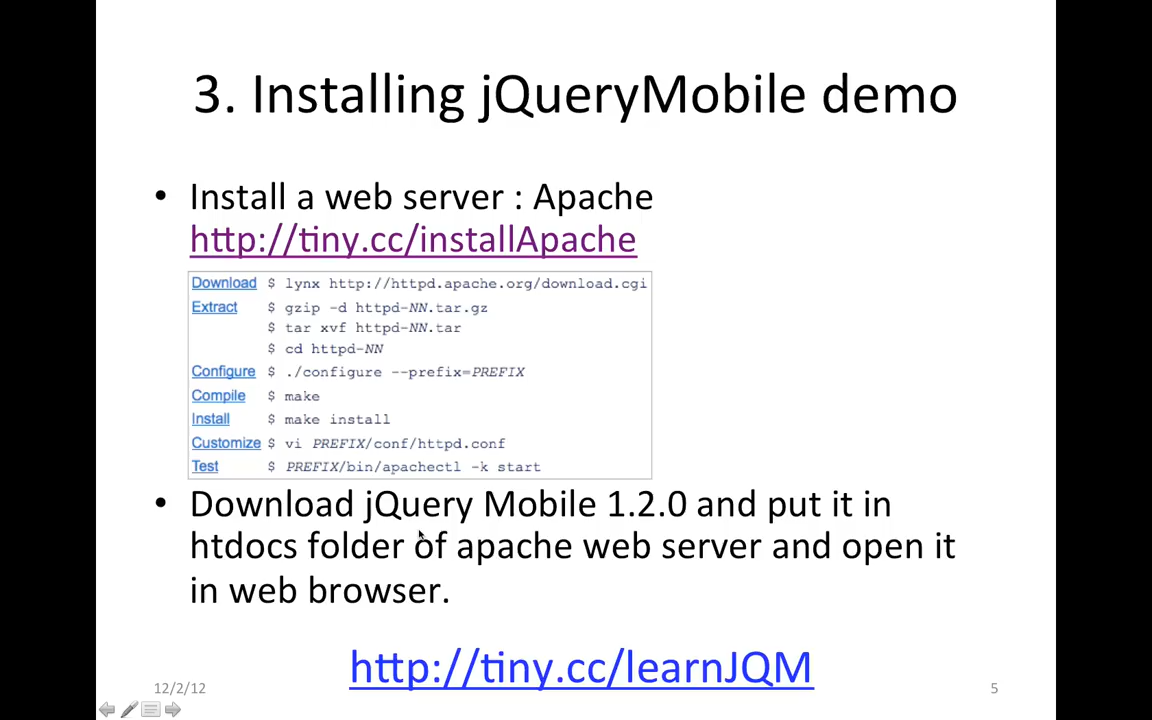 3. Installing jQueryMobile demo
• Install a web server : Apache
http://tiny.cc/installApache
Download $ lynx http://httpd.apache.org/download.cgi
Extract $ gzip -d httpd-NN.tar.gz
$ tar xvf httpd-NN.tar
$ cd httpd-NN
Configure $ ./configure --prefix=PREFIX
Compile $ make
Install $ make install
Customize $ vi PREFIX/conf/httpd.conf
Test $ PREFIX/bin/apachectl -k start
• Download jQuery Mobile 1.2.0 and put it in
htdocs folder of apache web server and open it
in web browser.
http://tiny.cc/learnJQM
12/2/12
5